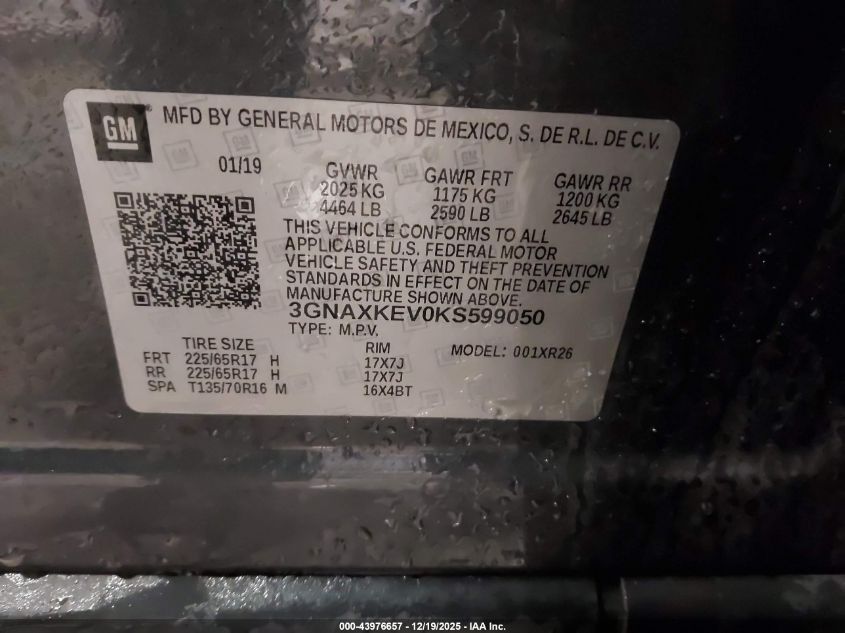 GM ® MFD BY GENERAL MOTORS DE MEXICO, S. DE R.L. DE C.V.
01/19 GVWR GAWR FRT GAWR RR
2025 KG 1175 KG 1200 KG
4464 LB 2590 LB 2645 LB
THIS VEHICLE CONFORMS TO ALL
APPLICABLE U.S. FEDERAL MOTOR
VEHICLE SAFETY AND THEFT PREVENTION
STANDARDS IN EFFECT ON THE DATE OF
MANUFACTURE SHOWN ABOVE.
3GNAXKEV0KS599050
TYPE: M.P.V.
TIRE SIZE RIM MODEL: 001XR26
FRT 225/65R17 H 17X7J
RR 225/65R17 H 17X7J
SPA T135/70R16 M 16X4BT
000-43976657 - 12/19/2025 - IAA Inc.